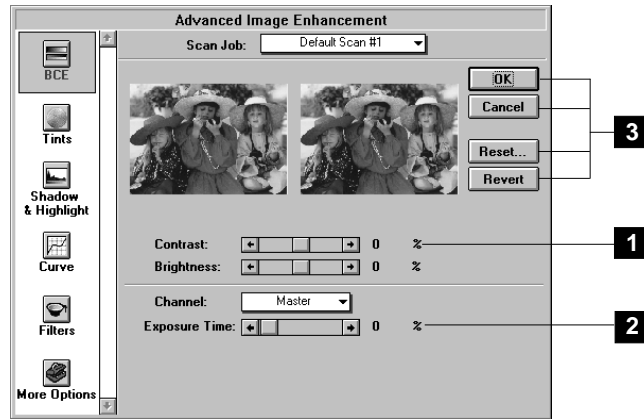 Advanced Image Enhancement
Scan Job: Default Scan #1
BCE
Tints
Shadow
& Highlight
Curve
Filters
More Options
OK
Cancel
Reset...
Revert
3
Contrast: 0 %
1
Brightness: 0 %
Channel: Master
Exposure Time: 0 %
2